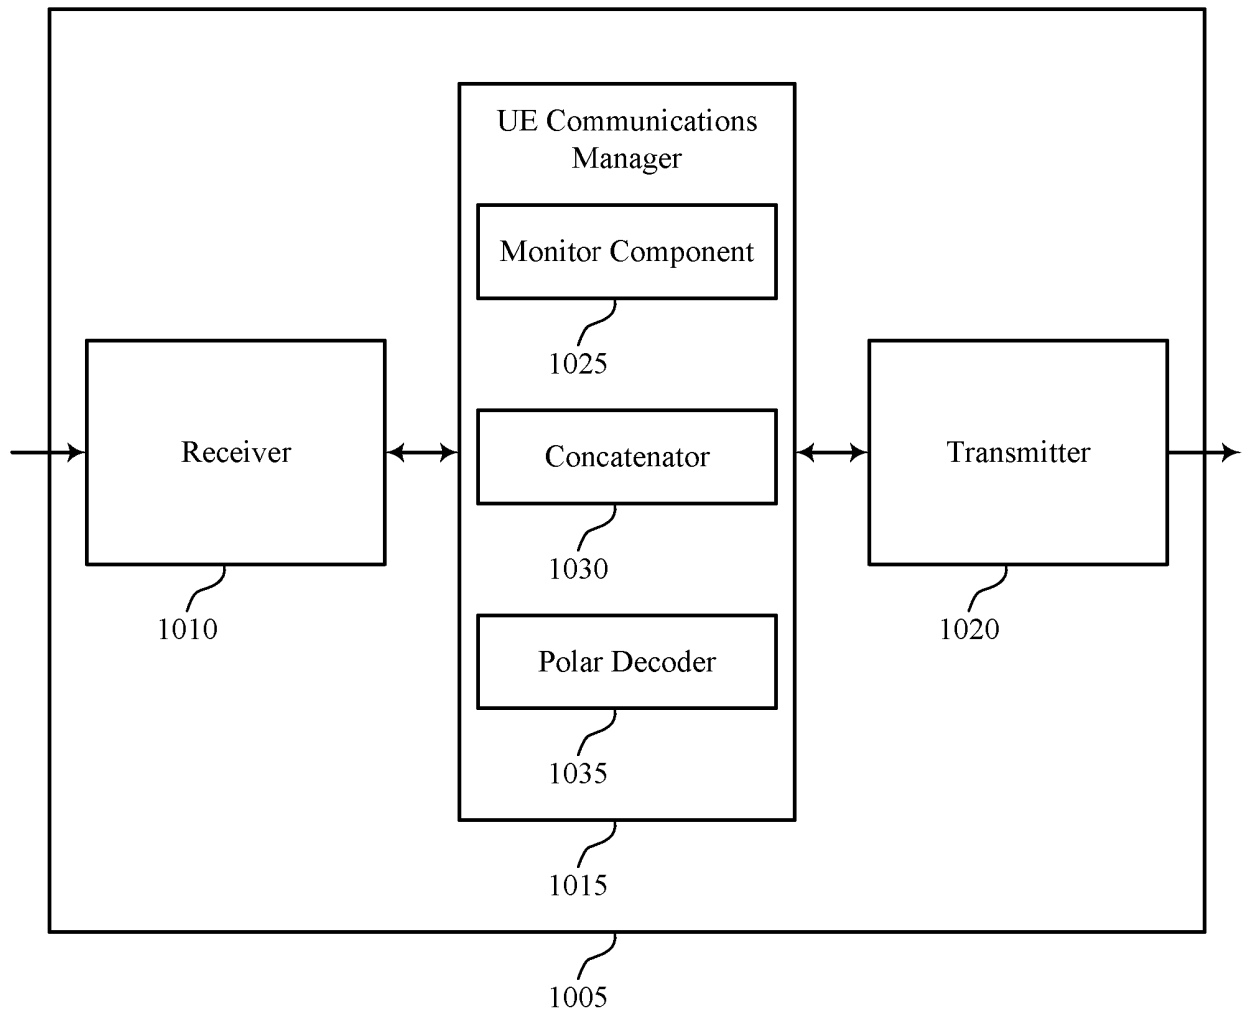 UE Communications
Manager
Monitor Component
1025
Receiver
Concatenator
Transmitter
1030
1010
1020
Polar Decoder
1035
1015
1005